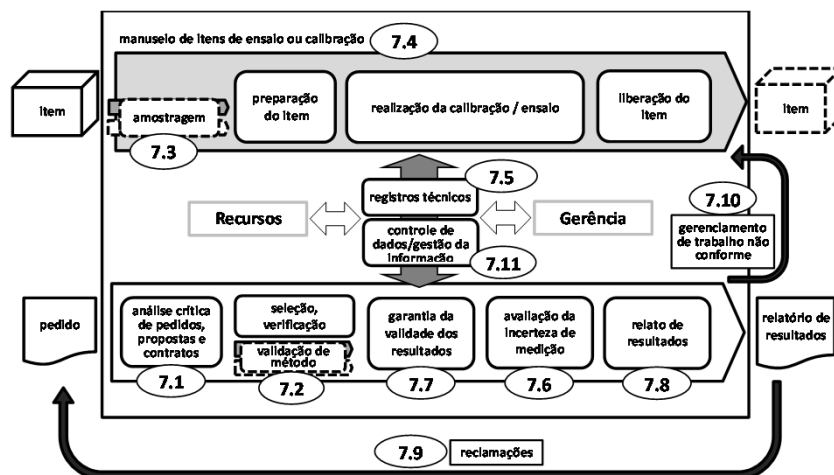 manuseio de itens de ensaio ou calibração
7.4
item
amostragem
7.3
preparação
do item
realização da calibração / ensaio
liberação do
item
item
7.5
registros técnicos
Recursos
Gerência
controle de
dados/gestão da
informação
7.11
7.10
gerenciamento
de trabalho não
conforme
pedido
análise crítica
de pedidos,
propostas e
contratos
7.1
seleção,
verificação
validação de
método
7.2
garantia da
validade dos
resultados
7.7
avaliação da
incerteza de
medição
7.6
relato de
resultados
7.8
relatório de
resultados
7.9
reclamações